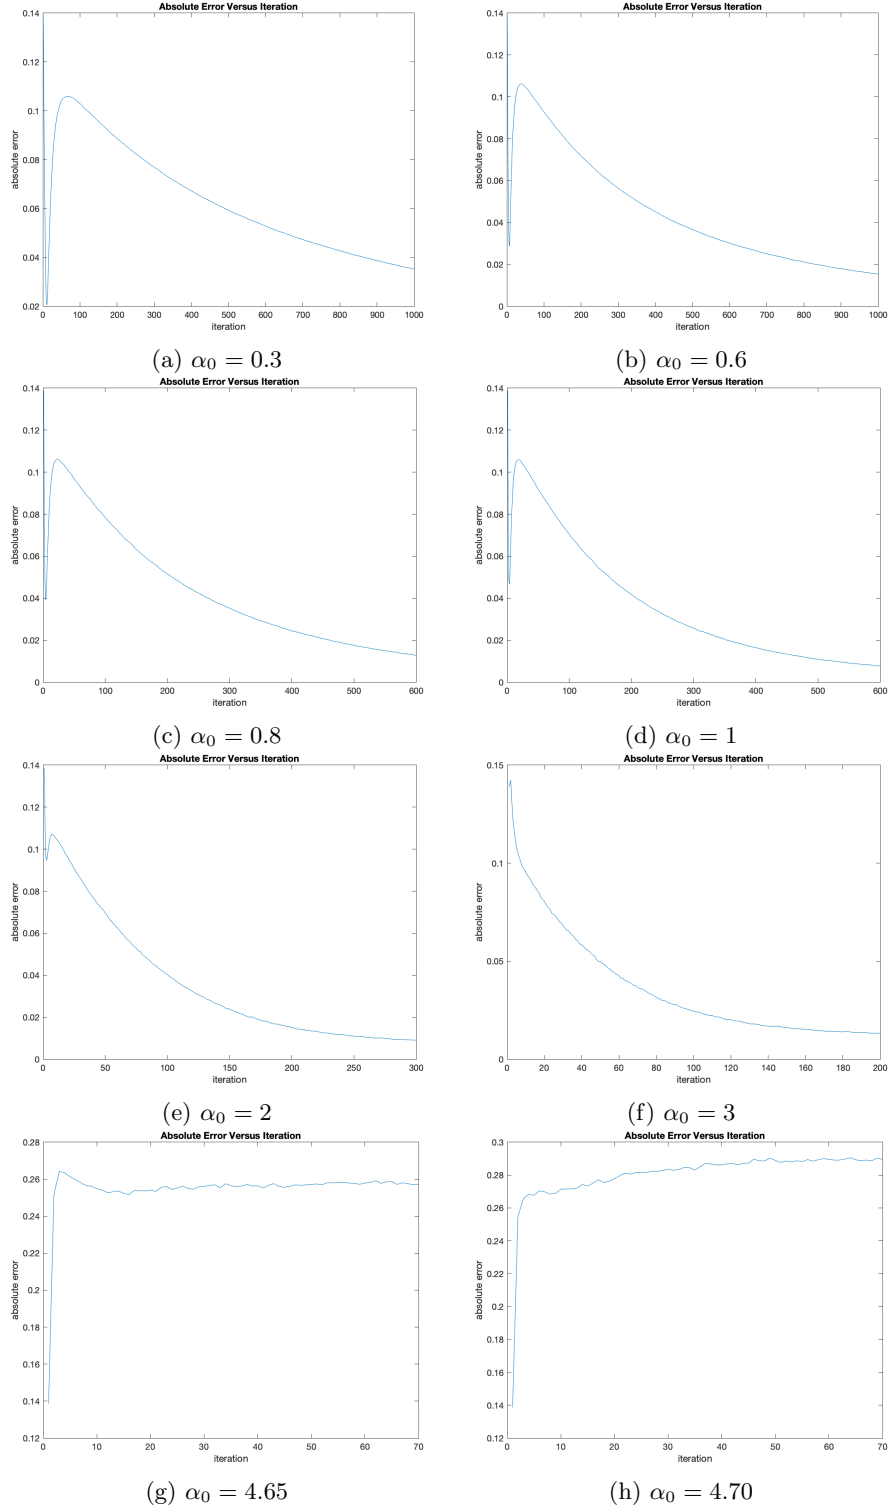 Absolute Error Versus Iteration
absolute error
0.14
0.12
0.1
0.08
0.06
0.04
0.02
0 100 200 300 400 500 600 700 800 900 1000
iteration
(a) α₀ = 0.3
Absolute Error Versus Iteration
absolute error
0.14
0.12
0.1
0.08
0.06
0.04
0.02
0
0 100 200 300 400 500 600 700 800 900 1000
iteration
(b) α₀ = 0.6
Absolute Error Versus Iteration
absolute error
0.14
0.12
0.1
0.08
0.06
0.04
0.02
0
0 100 200 300 400 500 600
iteration
(c) α₀ = 0.8
Absolute Error Versus Iteration
absolute error
0.14
0.12
0.1
0.08
0.06
0.04
0.02
0
0 100 200 300 400 500 600
iteration
(d) α₀ = 1
Absolute Error Versus Iteration
absolute error
0.14
0.12
0.1
0.08
0.06
0.04
0.02
0
0 50 100 150 200 250 300
iteration
(e) α₀ = 2
Absolute Error Versus Iteration
absolute error
0.15
0.1
0.05
0
0 20 40 60 80 100 120 140 160 180 200
iteration
(f) α₀ = 3
Absolute Error Versus Iteration
absolute error
0.28
0.26
0.24
0.22
0.2
0.18
0.16
0.14
0.12
0 10 20 30 40 50 60 70
iteration
(g) α₀ = 4.65
Absolute Error Versus Iteration
absolute error
0.3
0.28
0.26
0.24
0.22
0.2
0.18
0.16
0.14
0.12
0 10 20 30 40 50 60 70
iteration
(h) α₀ = 4.70